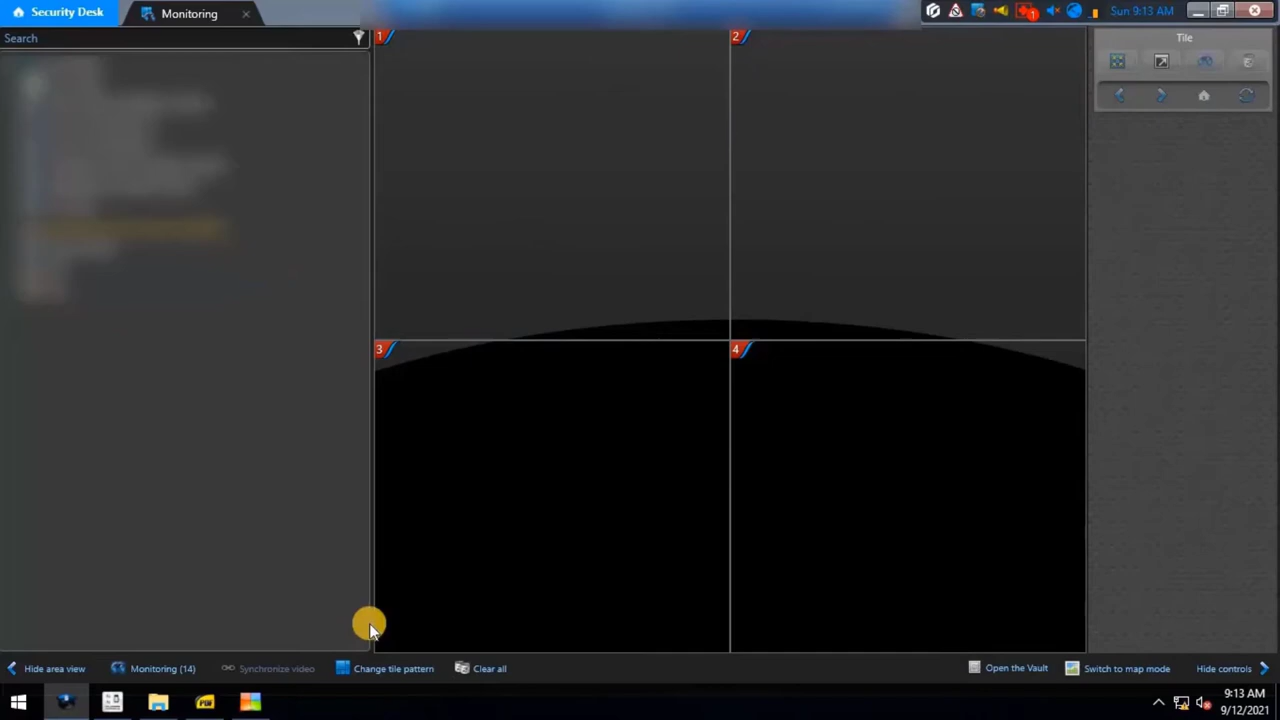 Security Desk
Monitoring
Sun 9:13 AM
Search
1
2
3
4
1
Tile
Hide area view
Monitoring (14)
Synchronize video
Change tile pattern
Clear all
Open the Vault
Switch to map mode
Hide controls
9:13 AM
9/12/2021